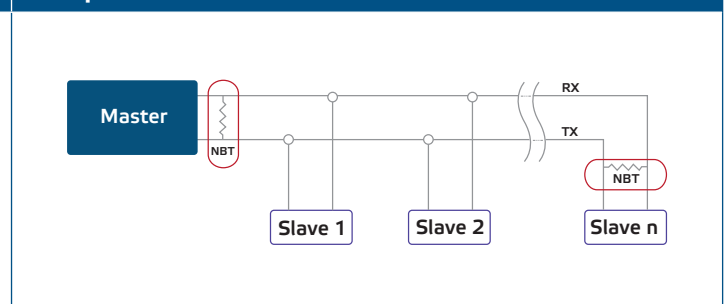 RX
Master
TX
NBT
NBT
Slave 1
Slave 2
Slave n